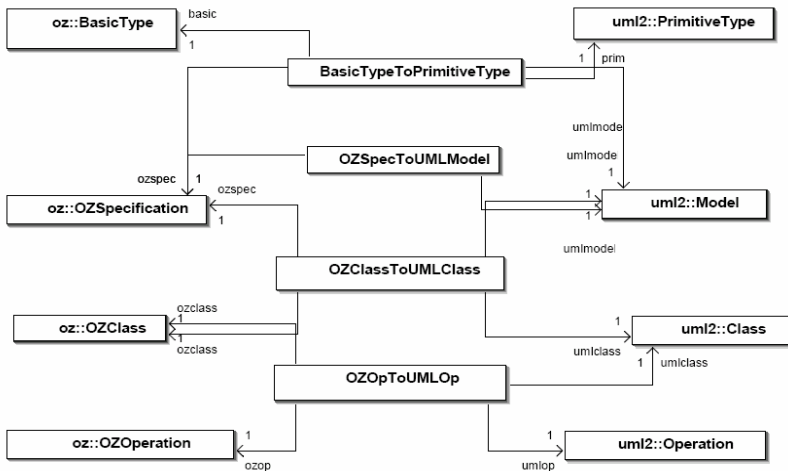 basic
oz::BasicType
1
uml2::PrimitiveType
1 prim
BasicTypeToPrimitiveType
umlmode
OZSpecToUMLModel
umlmode
ozspec 1
1
ozspec
oz::OZSpecification
1
1
1
uml2::Model
umlmodel
OZClassToUMLClass
ozclass
1
oz::OZClass
1
ozclass
1
uml2::Class
umlclass
1 umlclass
OZOpToUMLOp
oz::OZOperation
1
ozop
1
umlop
uml2::Operation